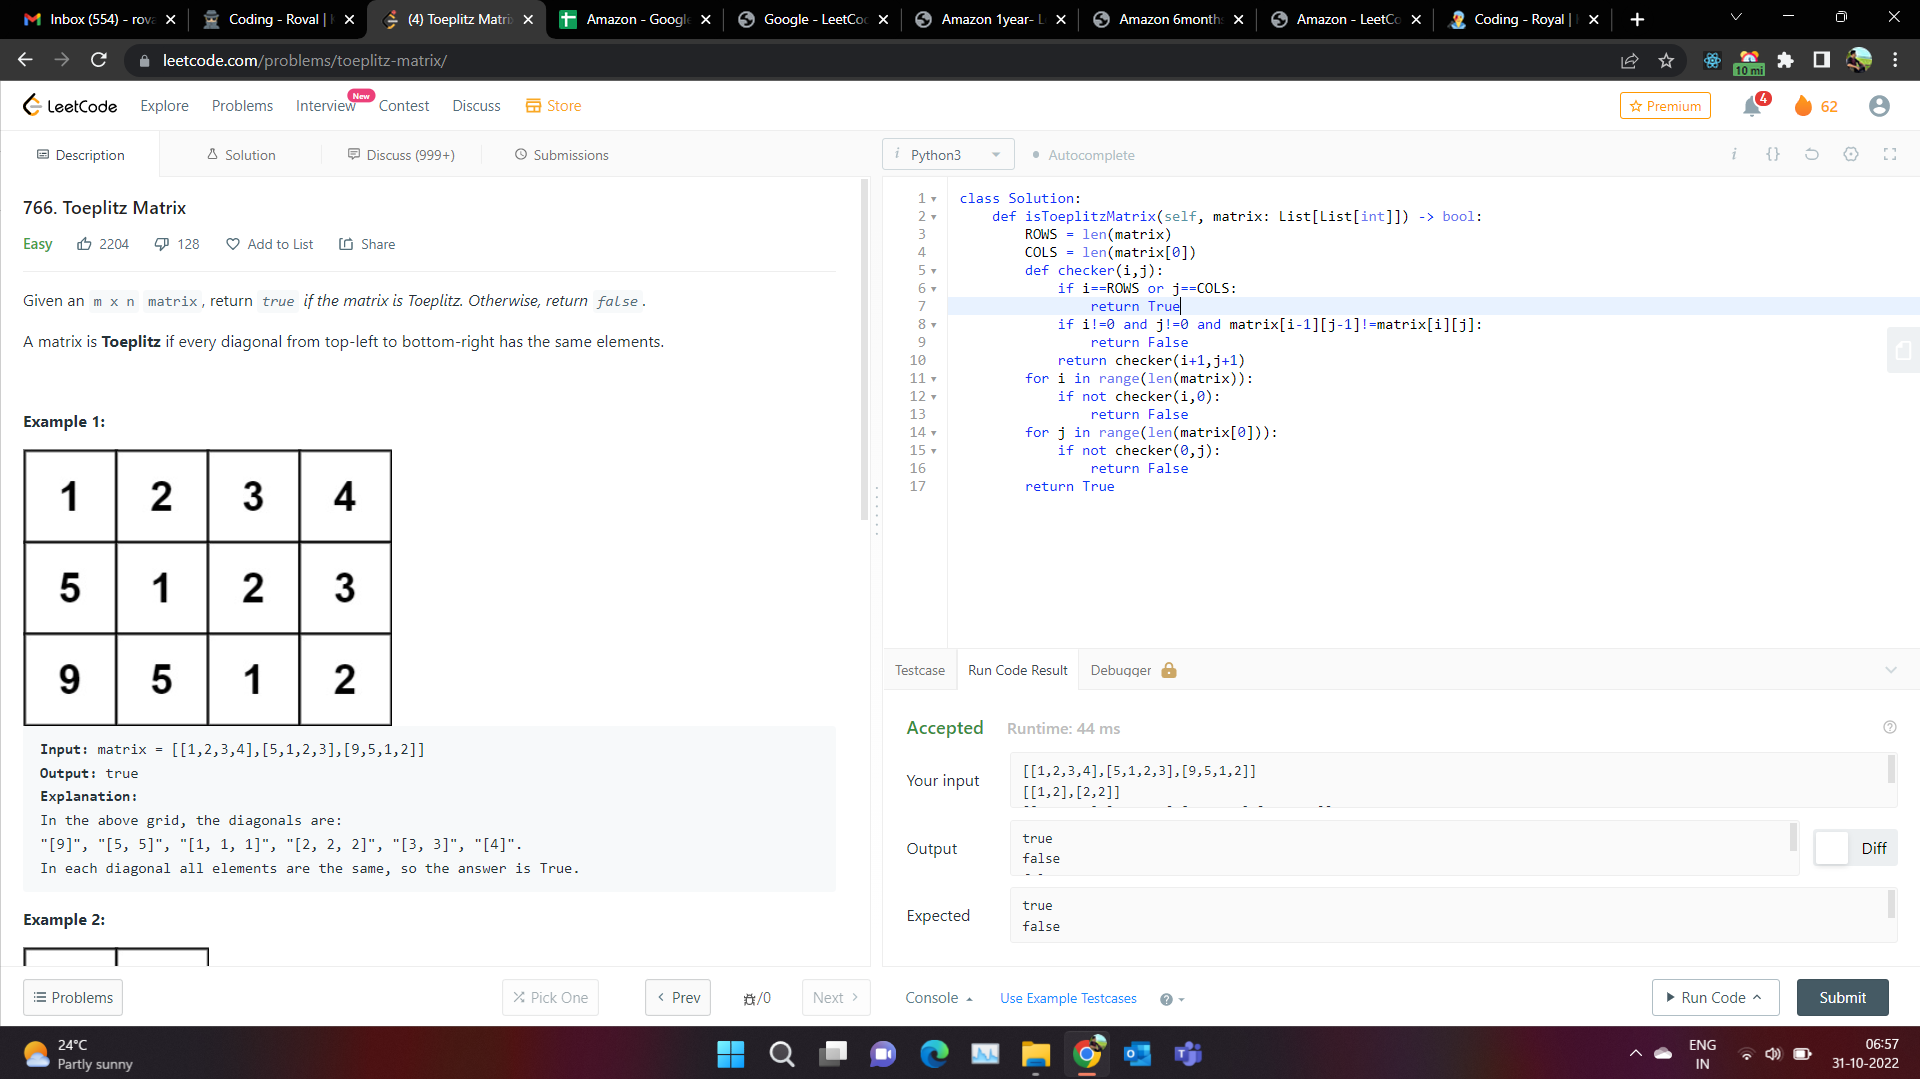 Inbox (554) - rova
Coding - Roval |
(4) Toeplitz Matri
Amazon - Google
Google - LeetCo
Amazon 1year- L
Amazon 6months
Amazon - LeetCo
Coding - Royal |
leetcode.com/problems/toeplitz-matrix/
10 mi
LeetCode
Explore
Problems
Interview
New
Contest
Discuss
Store
Premium
4
62
Description
Solution
Discuss (999+)
Submissions
Python3
Autocomplete
766. Toeplitz Matrix
Easy
2204
128
Add to List
Share
Given an m x n matrix, return true if the matrix is Toeplitz. Otherwise, return false.
A matrix is Toeplitz if every diagonal from top-left to bottom-right has the same elements.
Example 1:
1 2 3 4
5 1 2 3
9 5 1 2
Input: matrix = [[1,2,3,4],[5,1,2,3],[9,5,1,2]]
Output: true
Explanation:
In the above grid, the diagonals are:
"[9]", "[5, 5]", "[1, 1, 1]", "[2, 2, 2]", "[3, 3]", "[4]".
In each diagonal all elements are the same, so the answer is True.
Example 2:
1 class Solution:
2 def isToeplitzMatrix(self, matrix: List[List[int]]) -> bool:
3 ROWS = len(matrix)
4 COLS = len(matrix[0])
5 def checker(i,j):
6 if i==ROWS or j==COLS:
7 return True
8 if i!=0 and j!=0 and matrix[i-1][j-1]!=matrix[i][j]:
9 return False
10 return checker(i+1,j+1)
11 for i in range(len(matrix)):
12 if not checker(i,0):
13 return False
14 for j in range(len(matrix[0])):
15 if not checker(0,j):
16 return False
17 return True
Testcase
Run Code Result
Debugger
Accepted
Runtime: 44 ms
Your input
[[1,2,3,4],[5,1,2,3],[9,5,1,2]]
[[1,2],[2,2]]
Output
true
false
Diff
Expected
true
false
Problems
Pick One
Prev
/0
Next
Console
Use Example Testcases
Run Code
Submit
24°C
Partly sunny
ENG
IN
06:57
31-10-2022